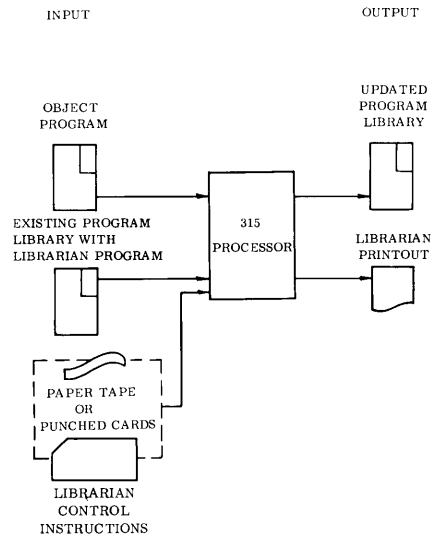 INPUT
OUTPUT
OBJECT
PROGRAM
UPDATED
PROGRAM
LIBRARY
EXISTING PROGRAM
LIBRARY WITH
LIBRARIAN PROGRAM
315
PROCESSOR
LIBRARIAN
PRINTOUT
PAPER TAPE
OR
PUNCHED CARDS
LIBRARIAN
CONTROL
INSTRUCTIONS